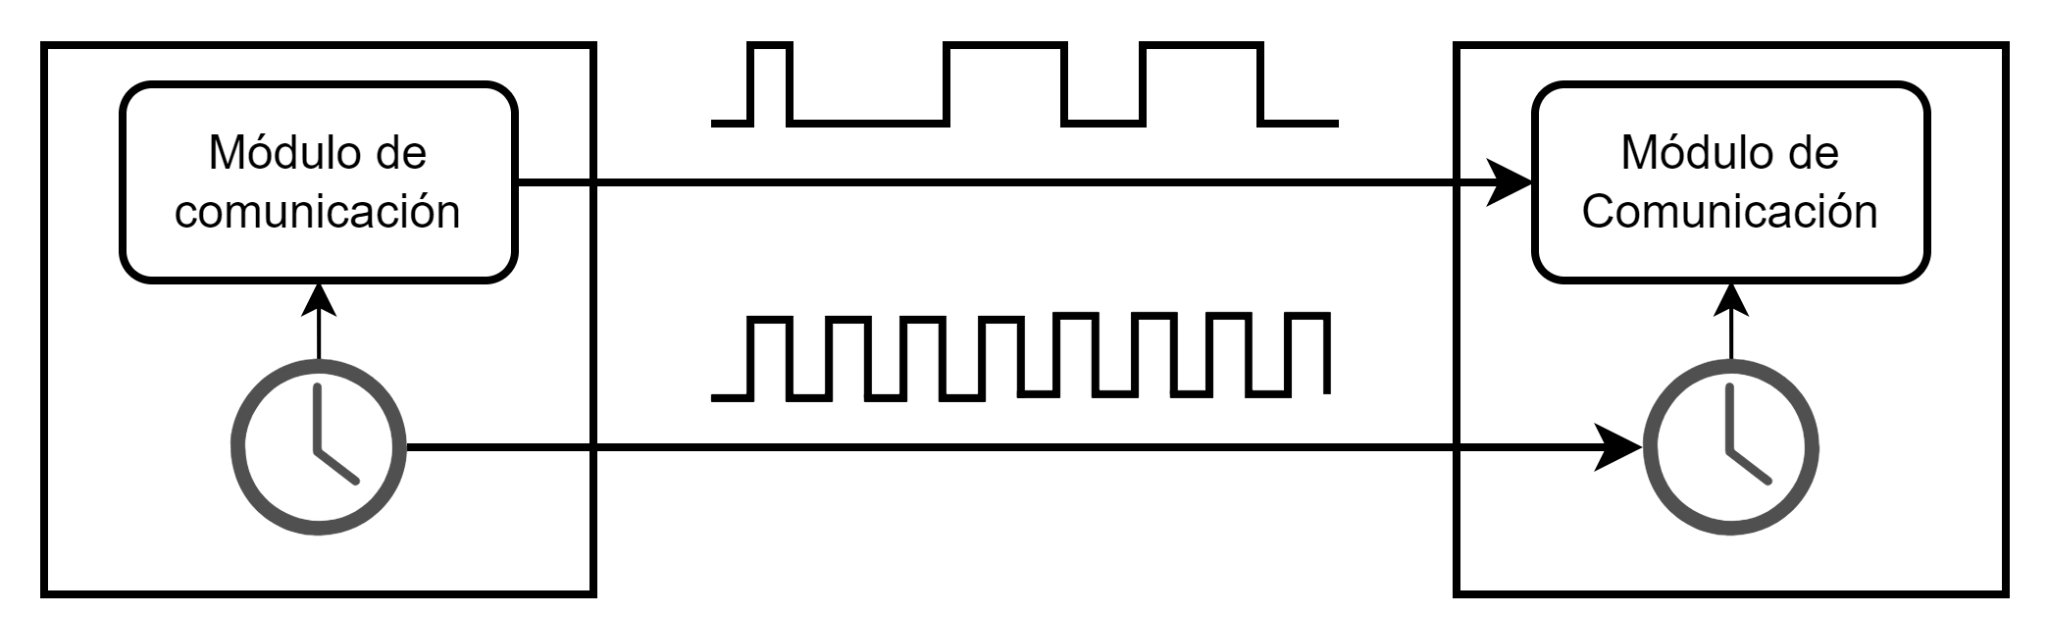 Módulo de
comunicación
Módulo de
Comunicación